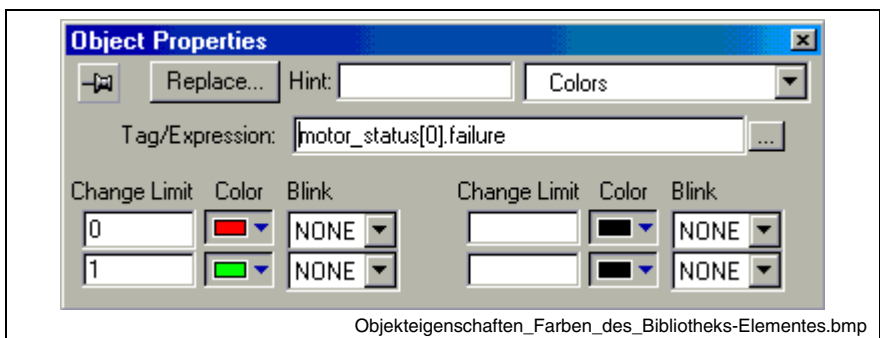 Object Properties
Replace... Hint: Colors
Tag/Expression: motor_status[0].failure ...
Change Limit Color Blink Change Limit Color Blink
0 NONE NONE
1 NONE NONE
Objekteigenschaften_Farben_des_Bibliotheks-Elementes.bmp